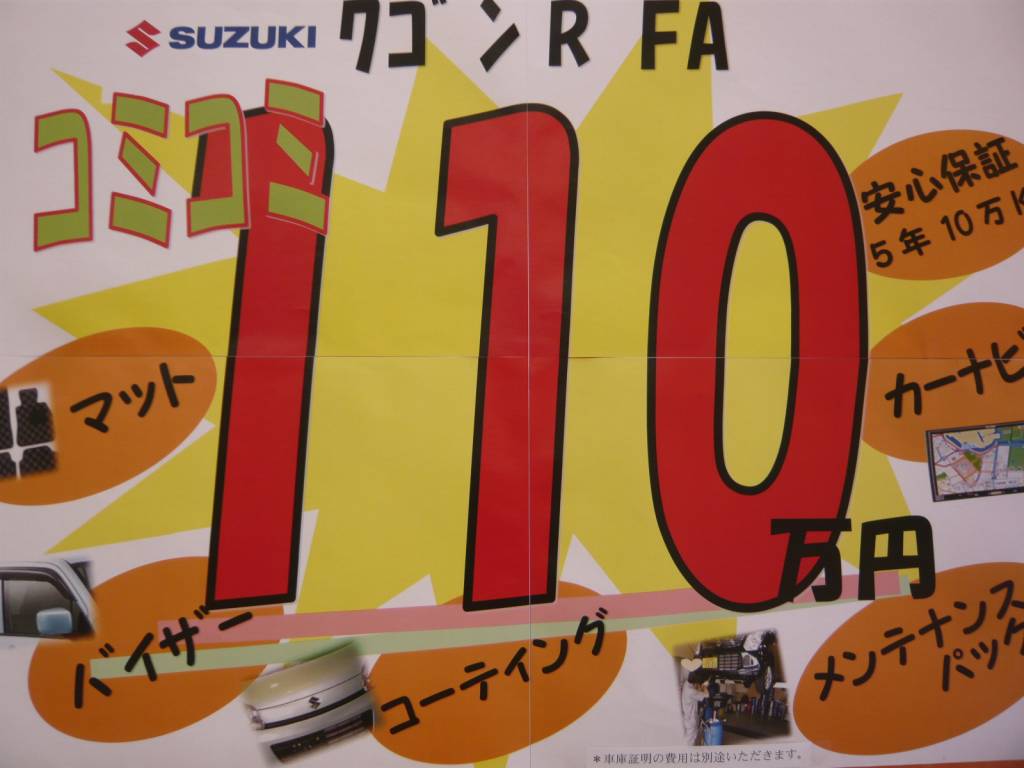 SUZUKI
ワゴンR FA
コミコミ
110
万円
安心保証
5年10万K
カーナビ
マット
バイザー
コーティング
メンテナンス
パック
＊車庫証明の費用は別途いただきます。